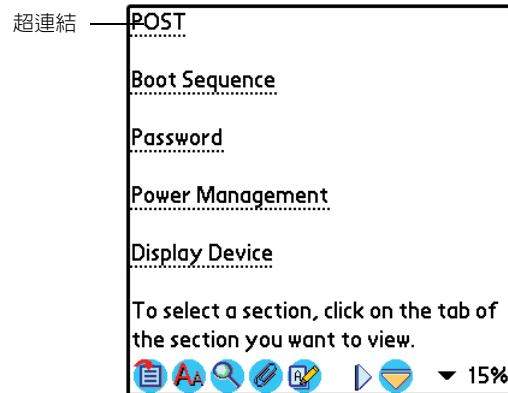 超連結
POST
Boot Sequence
Password
Power Management
Display Device
To select a section, click on the tab of
the section you want to view.
15%